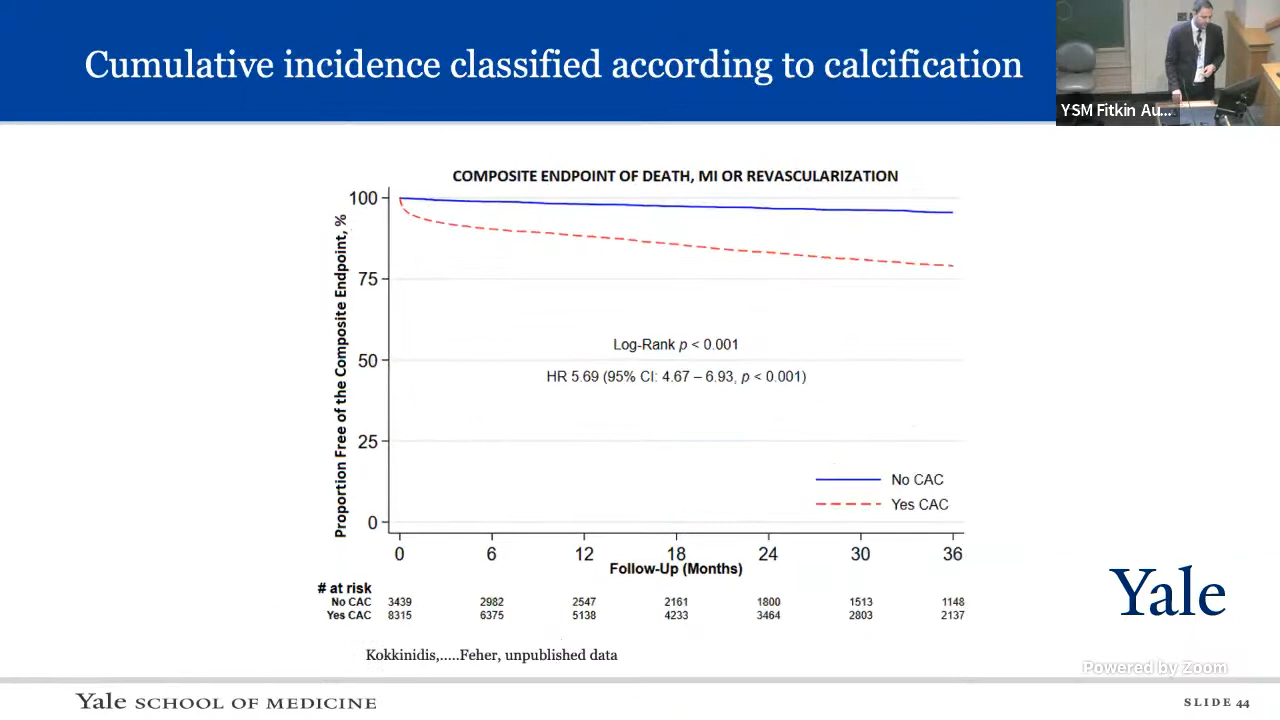 Cumulative incidence classified according to calcification
YSM Fitkin Au...
COMPOSITE ENDPOINT OF DEATH, MI OR REVASCULARIZATION
Proportion Free of the Composite Endpoint, %
100
75
50
25
0
Log-Rank p < 0.001
HR 5.69 (95% CI: 4.67 – 6.93, p < 0.001)
No CAC
Yes CAC
0 6 12 18 24 30 36
Follow-Up (Months)
# at risk
No CAC 3439 2982 2547 2161 1800 1513 1148
Yes CAC 8315 6375 5138 4233 3464 2803 2137
Kokkinidis,.....Feher, unpublished data
Yale
Powered by Zoom
Yale SCHOOL OF MEDICINE
SLIDE 44